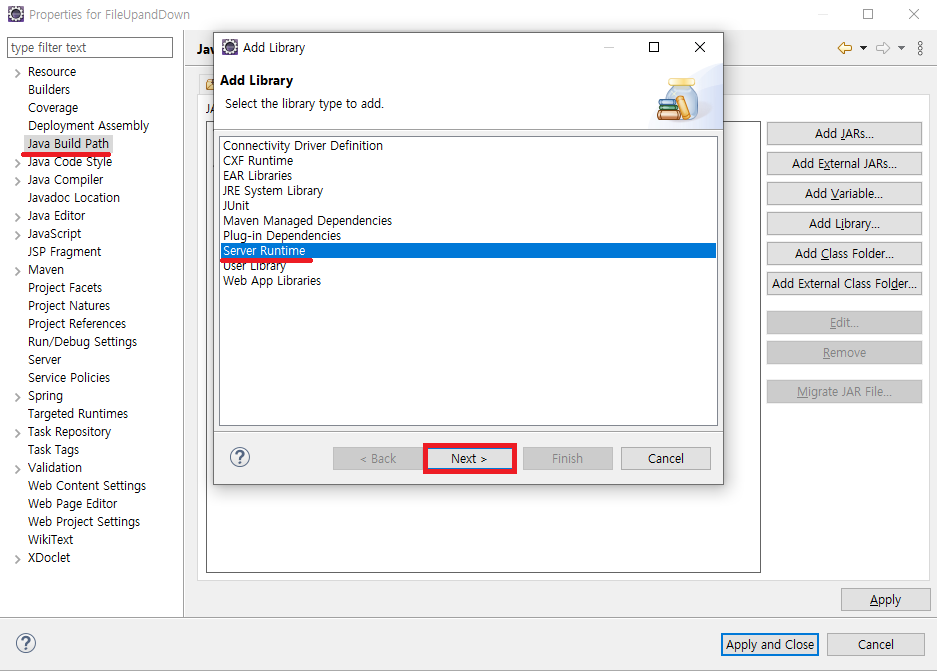 Properties for FileUpandDown
type filter text
Resource
Builders
Coverage
Deployment Assembly
Java Build Path
Java Code Style
Java Compiler
Javadoc Location
Java Editor
JavaScript
JSP Fragment
Maven
Project Facets
Project Natures
Project References
Run/Debug Settings
Server
Service Policies
Spring
Targeted Runtimes
Task Repository
Task Tags
Validation
Web Content Settings
Web Page Editor
Web Project Settings
WikiText
XDoclet
Add Library
Add Library
Select the library type to add.
Connectivity Driver Definition
CXF Runtime
EAR Libraries
JRE System Library
JUnit
Maven Managed Dependencies
Plug-in Dependencies
Server Runtime
User Library
Web App Libraries
< Back
Next >
Finish
Cancel
Add JARs...
Add External JARs...
Add Variable...
Add Library...
Add Class Folder...
Add External Class Folder...
Edit...
Remove
Migrate JAR File...
Apply
Apply and Close
Cancel